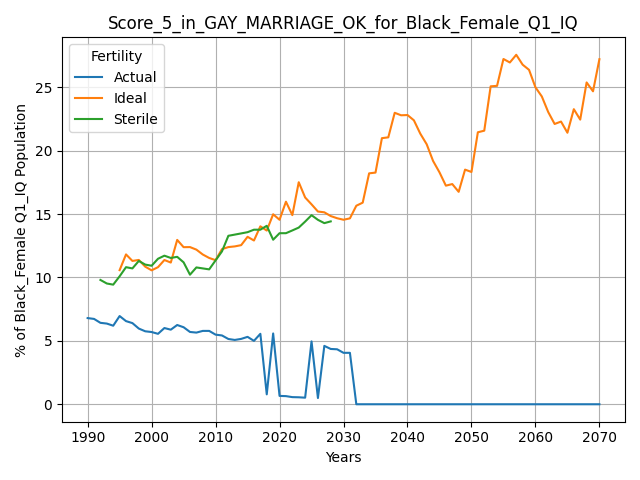 Score_5_in_GAY_MARRIAGE_OK_for_Black_Female_Q1_IQ
Fertility
Actual
Ideal
Sterile
% of Black_Female Q1_IQ Population
25
20
15
10
5
0
1990 2000 2010 2020 2030 2040 2050 2060 2070
Years